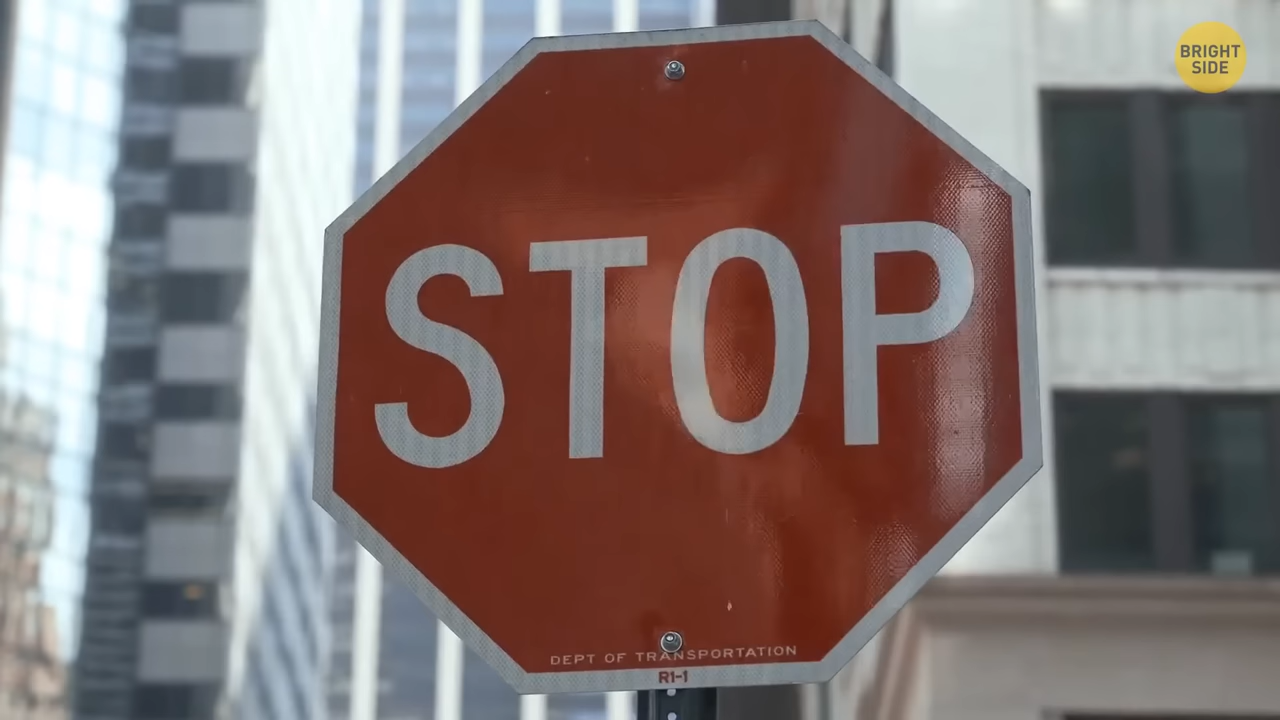 BRIGHT
SIDE
STOP
DEPT OF TRANSPORTATION
R1-1